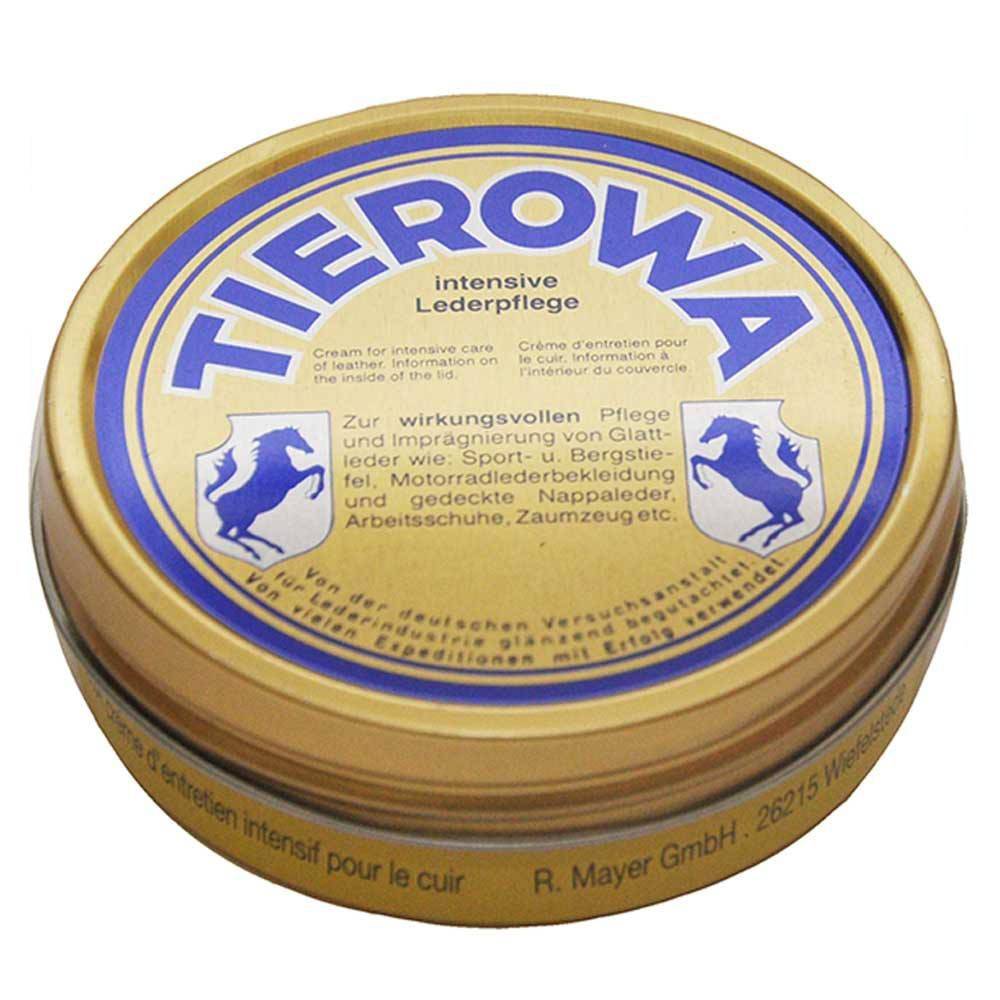 TIEROWA
intensive
Lederpflege
Cream for intensive care
of leather. Information on
the inside of the lid.
Crème d'entretien pour
le cuir. Information à
l'intérieur du couvercle.
Zur wirkungsvollen Pflege
und Imprägnierung von Glatt-
leder wie: Sport- u. Bergstie-
fel, Motorradlederbekleidung
und gedeckte Nappaleder,
Arbeitsschuhe, Zaumzeug etc.
Von der deutschen Versuchsanstalt
für Lederindustrie glänzend begutachtet.
Von vielen Expeditionen mit Erfolg verwendet.
crème d'entretien intensif pour le cuir
R. Mayer GmbH . 26215 Wiefelstede